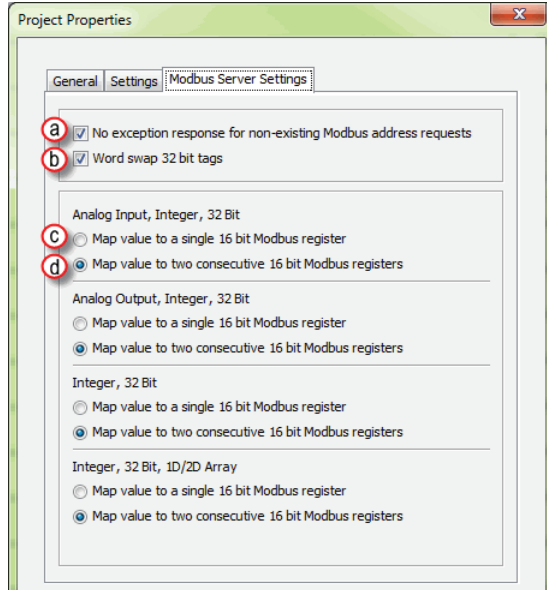 Project Properties
x
General Settings Modbus Server Settings
a No exception response for non-existing Modbus address requests
b Word swap 32 bit tags
Analog Input, Integer, 32 Bit
c Map value to a single 16 bit Modbus register
d Map value to two consecutive 16 bit Modbus registers
Analog Output, Integer, 32 Bit
Map value to a single 16 bit Modbus register
Map value to two consecutive 16 bit Modbus registers
Integer, 32 Bit
Map value to a single 16 bit Modbus register
Map value to two consecutive 16 bit Modbus registers
Integer, 32 Bit, 1D/2D Array
Map value to a single 16 bit Modbus register
Map value to two consecutive 16 bit Modbus registers